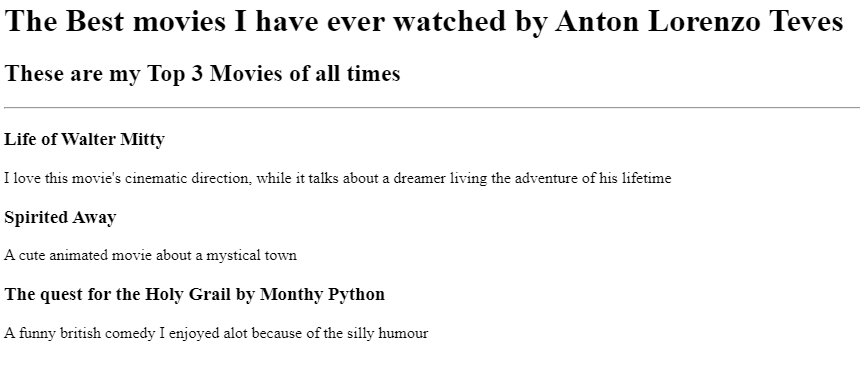 The Best movies I have ever watched by Anton Lorenzo Teves
These are my Top 3 Movies of all times
Life of Walter Mitty
I love this movie's cinematic direction, while it talks about a dreamer living the adventure of his lifetime
Spirited Away
A cute animated movie about a mystical town
The quest for the Holy Grail by Monthy Python
A funny british comedy I enjoyed alot because of the silly humour